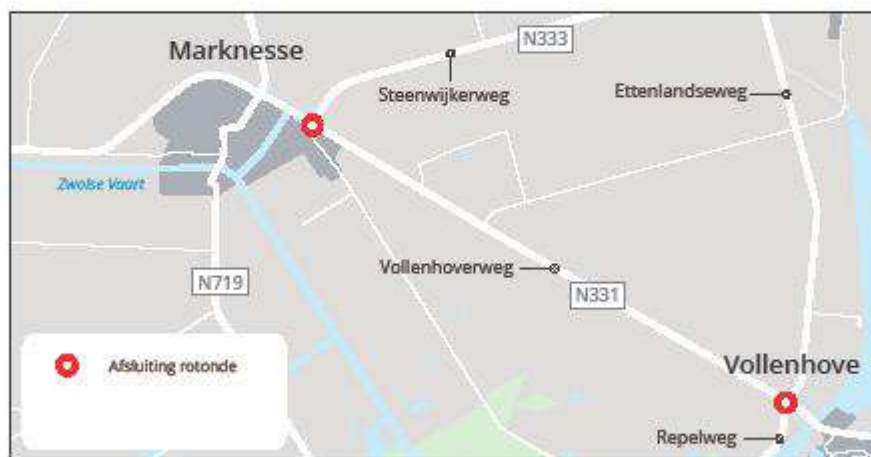 N333
Marknesse
Steenwijkerweg
Ettenlandseweg
Zwolse Vaart
Vollenhoverweg
N719
N331
Afsluiting rotonde
Vollenhove
Repelweg